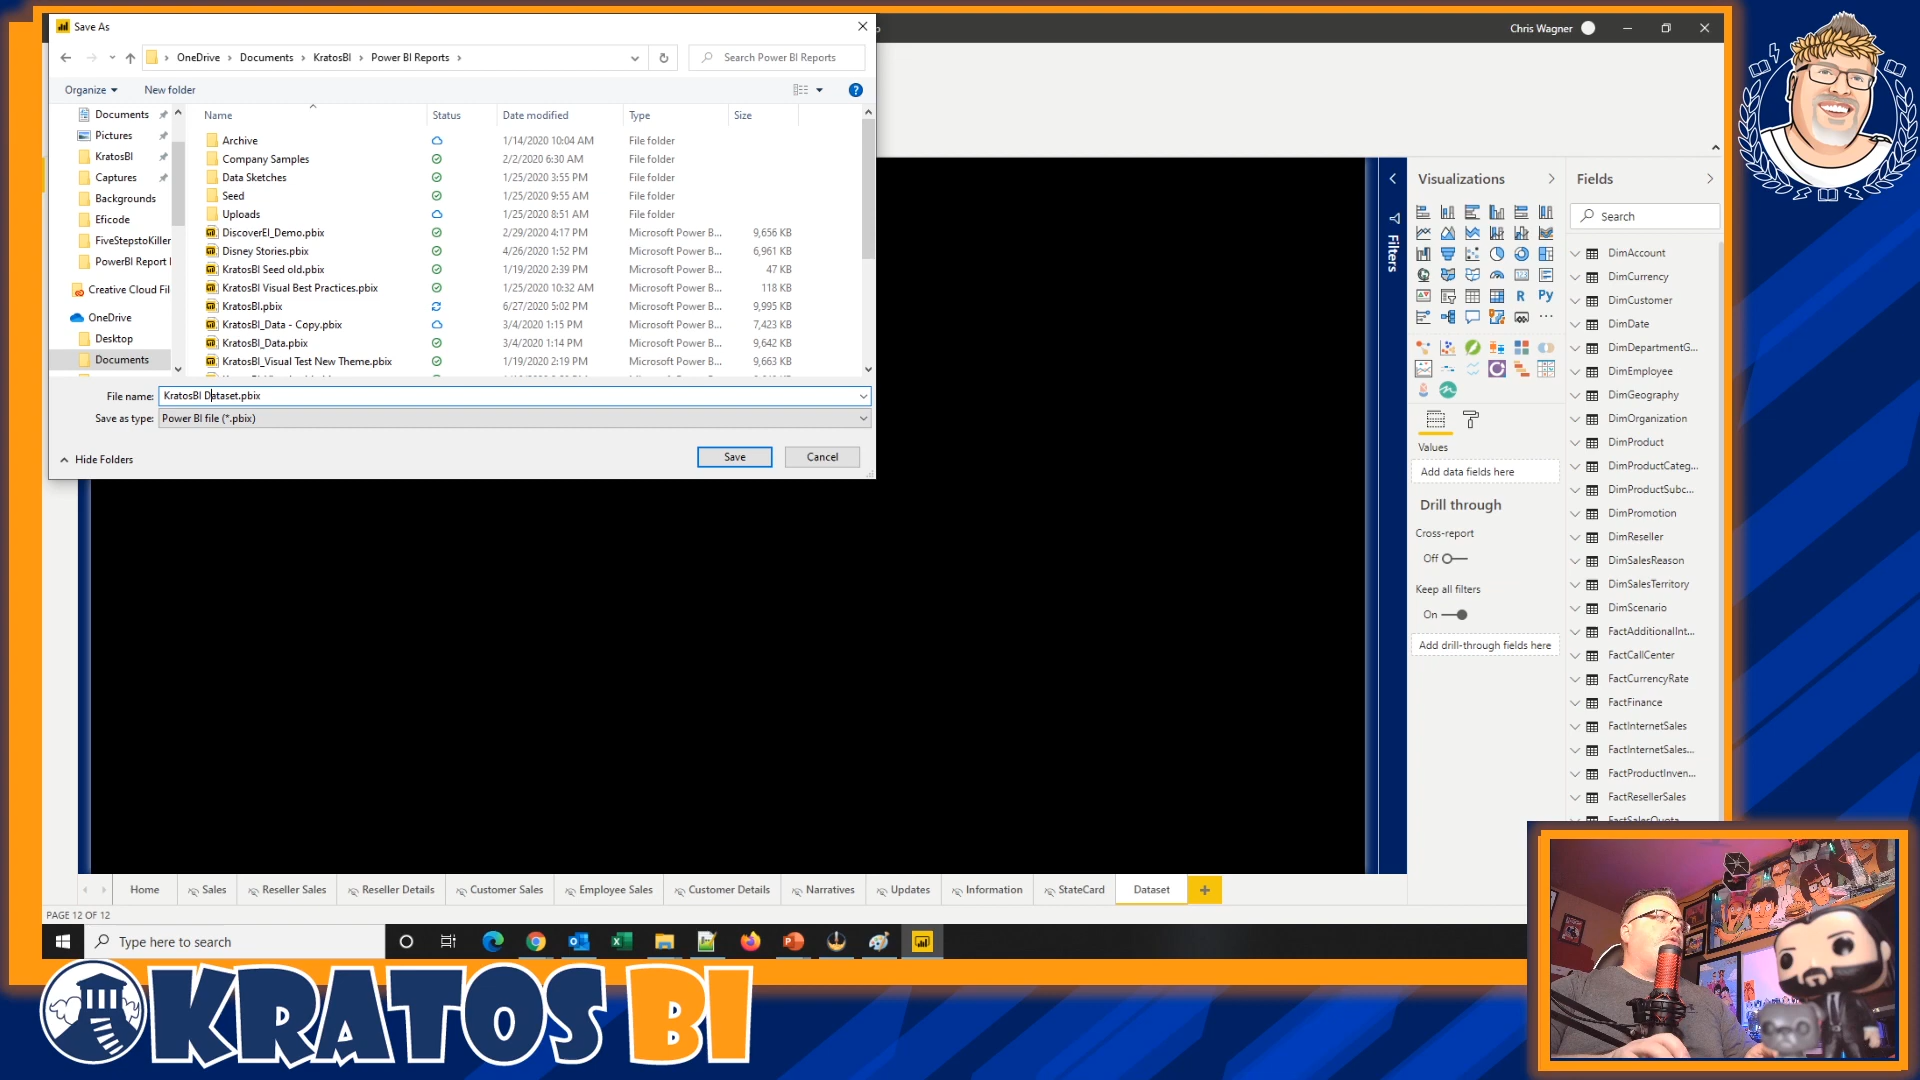 Save As
Chris Wagner
OneDrive > Documents > KratosBI > Power BI Reports >
Search Power BI Reports
Organize
New folder
Documents
Pictures
KratosBI
Captures
Backgrounds
Eficode
FiveStepstoKiller
PowerBI Report
Creative Cloud Fil
OneDrive
Desktop
Documents
Name Status Date modified Type Size
Archive 1/14/2020 10:04 AM File folder
Company Samples 2/2/2020 6:30 AM File folder
Data Sketches 1/25/2020 3:55 PM File folder
Seed 1/25/2020 9:55 AM File folder
Uploads 1/25/2020 8:51 AM File folder
DiscoverEI_Demo.pbix 2/29/2020 4:17 PM Microsoft Power B... 9,656 KB
Disney Stories.pbix 4/26/2020 1:52 PM Microsoft Power B... 6,961 KB
KratosBI Seed old.pbix 1/19/2020 2:39 PM Microsoft Power B... 47 KB
KratosBI Visual Best Practices.pbix 1/25/2020 10:32 AM Microsoft Power B... 118 KB
KratosBI.pbix 6/27/2020 5:02 PM Microsoft Power B... 9,995 KB
KratosBI_Data - Copy.pbix 3/4/2020 1:15 PM Microsoft Power B... 7,423 KB
KratosBI_Data.pbix 3/4/2020 1:14 PM Microsoft Power B... 9,642 KB
KratosBI_Visual Test New Theme.pbix 1/19/2020 2:19 PM Microsoft Power B... 9,663 KB
File name: KratosBI Dataset.pbix
Save as type: Power BI file (*.pbix)
Hide Folders
Save
Cancel
Filters
Visualizations
R
Py
Values
Add data fields here
Drill through
Cross-report
Off
Keep all filters
On
Add drill-through fields here
Fields
Search
DimAccount
DimCurrency
DimCustomer
DimDate
DimDepartmentG...
DimEmployee
DimGeography
DimOrganization
DimProduct
DimProductCateg...
DimProductSubc...
DimPromotion
DimReseller
DimSalesReason
DimSalesTerritory
DimScenario
FactAdditionalInt...
FactCallCenter
FactCurrencyRate
FactFinance
FactInternetSales
FactInternetSales...
FactProductInven...
FactResellerSales
FactSalesQuota
Home
Sales
Reseller Sales
Reseller Details
Customer Sales
Employee Sales
Customer Details
Narratives
Updates
Information
StateCard
Dataset
PAGE 12 OF 12
Type here to search
KRATOS BI